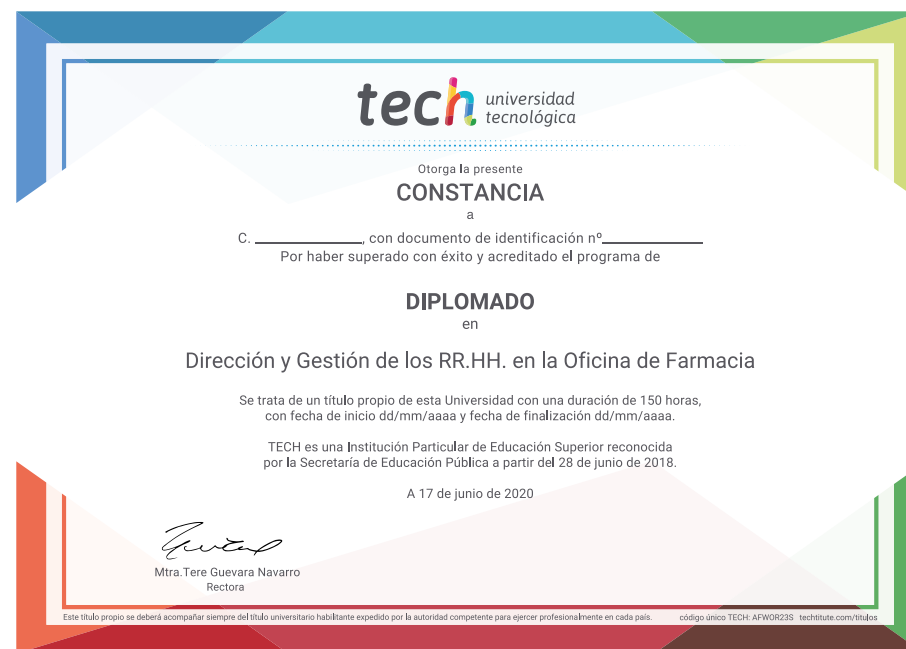 tech universidad
tecnológica
Otorga la presente
CONSTANCIA
a
C. ____________, con documento de identificación nº____________
Por haber superado con éxito y acreditado el programa de
DIPLOMADO
en
Dirección y Gestión de los RR.HH. en la Oficina de Farmacia
Se trata de un título propio de esta Universidad con una duración de 150 horas,
con fecha de inicio dd/mm/aaaa y fecha de finalización dd/mm/aaaa.
TECH es una Institución Particular de Educación Superior reconocida
por la Secretaría de Educación Pública a partir del 28 de junio de 2018.
A 17 de junio de 2020
Mtra.Tere Guevara Navarro
Rectora
Este título propio se deberá acompañar siempre del título universitario habilitante expedido por la autoridad competente para ejercer profesionalmente en cada país. código único TECH: AFWOR23S techtitute.com/titulos